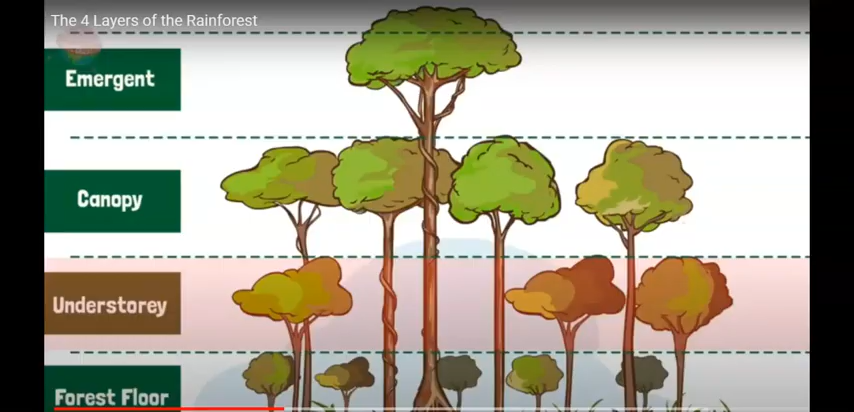 The 4 Layers of the Rainforest
Emergent
Canopy
Understorey
Forest Floor